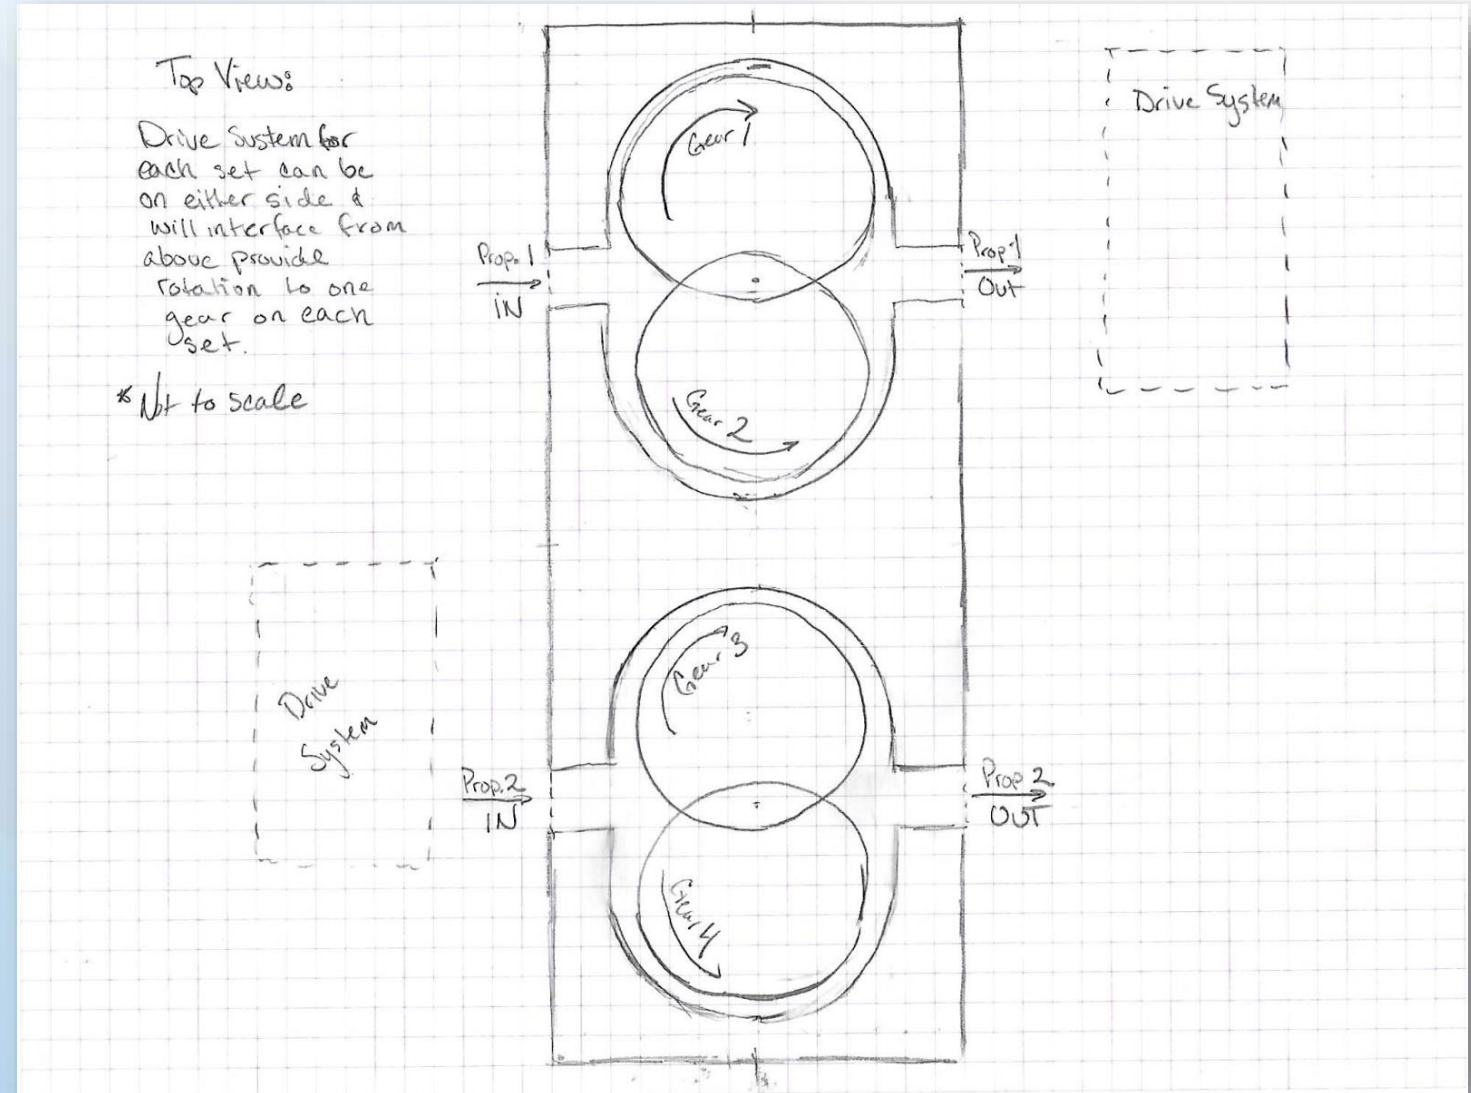 Top View:
Drive System for
each set can be
on either side &
will interface from
above provide
rotation to one
gear on each
set.
* Not to scale
Drive System
Gear 1
Prop. 1
IN
Prop 1
Out
Gear 2
Drive
System
Gear 3
Prop. 2
IN
Prop 2
OUT
Gear 4